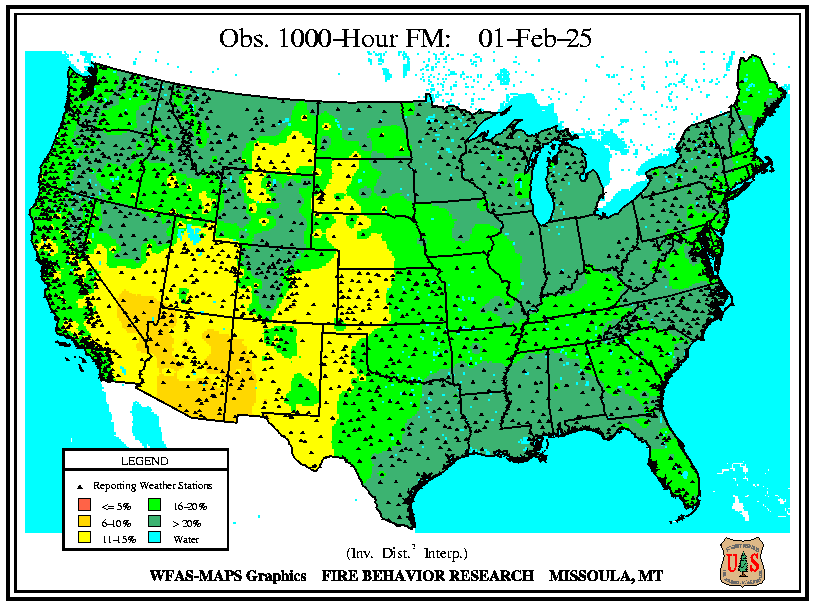 Obs. 1000-Hour FM: 01-Feb-25
LEGEND
Reporting Weather Stations
<= 5%
16-20%
6-10%
> 20%
11-15%
Water
(Inv. Dist.² Interp.)
WFAS-MAPS Graphics FIRE BEHAVIOR RESEARCH MISSOULA, MT
UAS